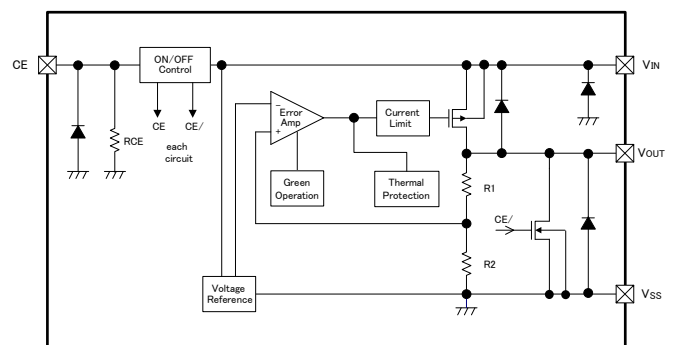 CE
ON/OFF
Control
VIN
CE
CE/
each
circuit
RCE
−
Error
Amp
+
Current
Limit
Green
Operation
Thermal
Protection
VOUT
R1
CE/
R2
Voltage
Reference
VSS